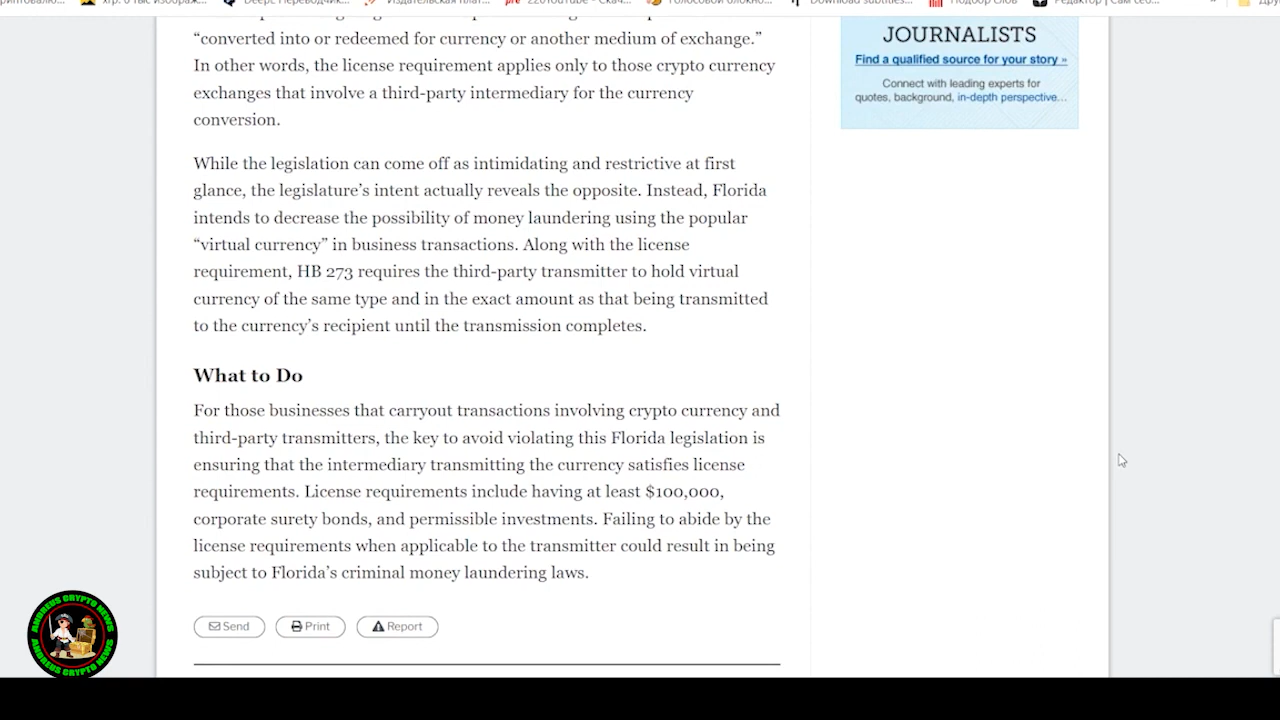 “converted into or redeemed for currency or another medium of exchange.”
In other words, the license requirement applies only to those crypto currency
exchanges that involve a third-party intermediary for the currency
conversion.
While the legislation can come off as intimidating and restrictive at first
glance, the legislature’s intent actually reveals the opposite. Instead, Florida
intends to decrease the possibility of money laundering using the popular
“virtual currency” in business transactions. Along with the license
requirement, HB 273 requires the third-party transmitter to hold virtual
currency of the same type and in the exact amount as that being transmitted
to the currency’s recipient until the transmission completes.
What to Do
For those businesses that carryout transactions involving crypto currency and
third-party transmitters, the key to avoid violating this Florida legislation is
ensuring that the intermediary transmitting the currency satisfies license
requirements. License requirements include having at least $100,000,
corporate surety bonds, and permissible investments. Failing to abide by the
license requirements when applicable to the transmitter could result in being
subject to Florida’s criminal money laundering laws.
Send
Print
Report
JOURNALISTS
Find a qualified source for your story »
Connect with leading experts for
quotes, background, in-depth perspective...
ANDREUS CRYPTO NEWS
ANDREUS CRYPTO NEWS